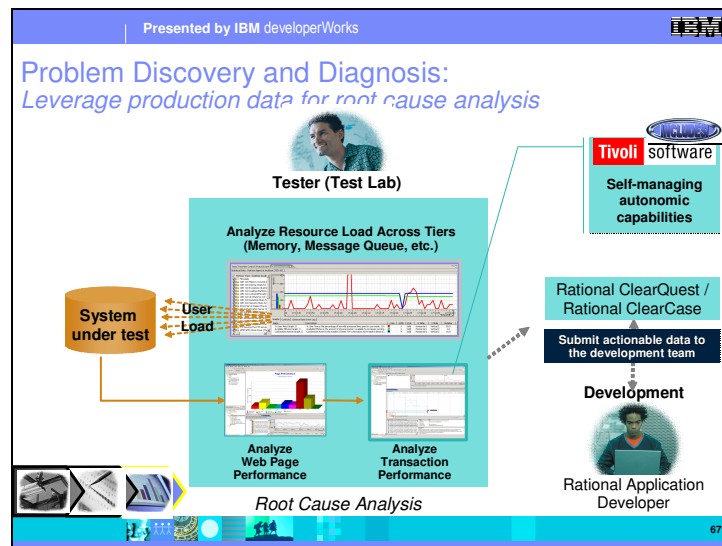 Presented by IBM developerWorks
IBM
Problem Discovery and Diagnosis:
Leverage production data for root cause analysis
Tester (Test Lab)
INCLUDES
Tivoli software
Self-managing
autonomic
capabilities
Analyze Resource Load Across Tiers
(Memory, Message Queue, etc.)
System
under test
User
Load
Rational ClearQuest /
Rational ClearCase
Submit actionable data to
the development team
Development
Analyze
Web Page
Performance
Analyze
Transaction
Performance
Rational Application
Developer
Root Cause Analysis
67